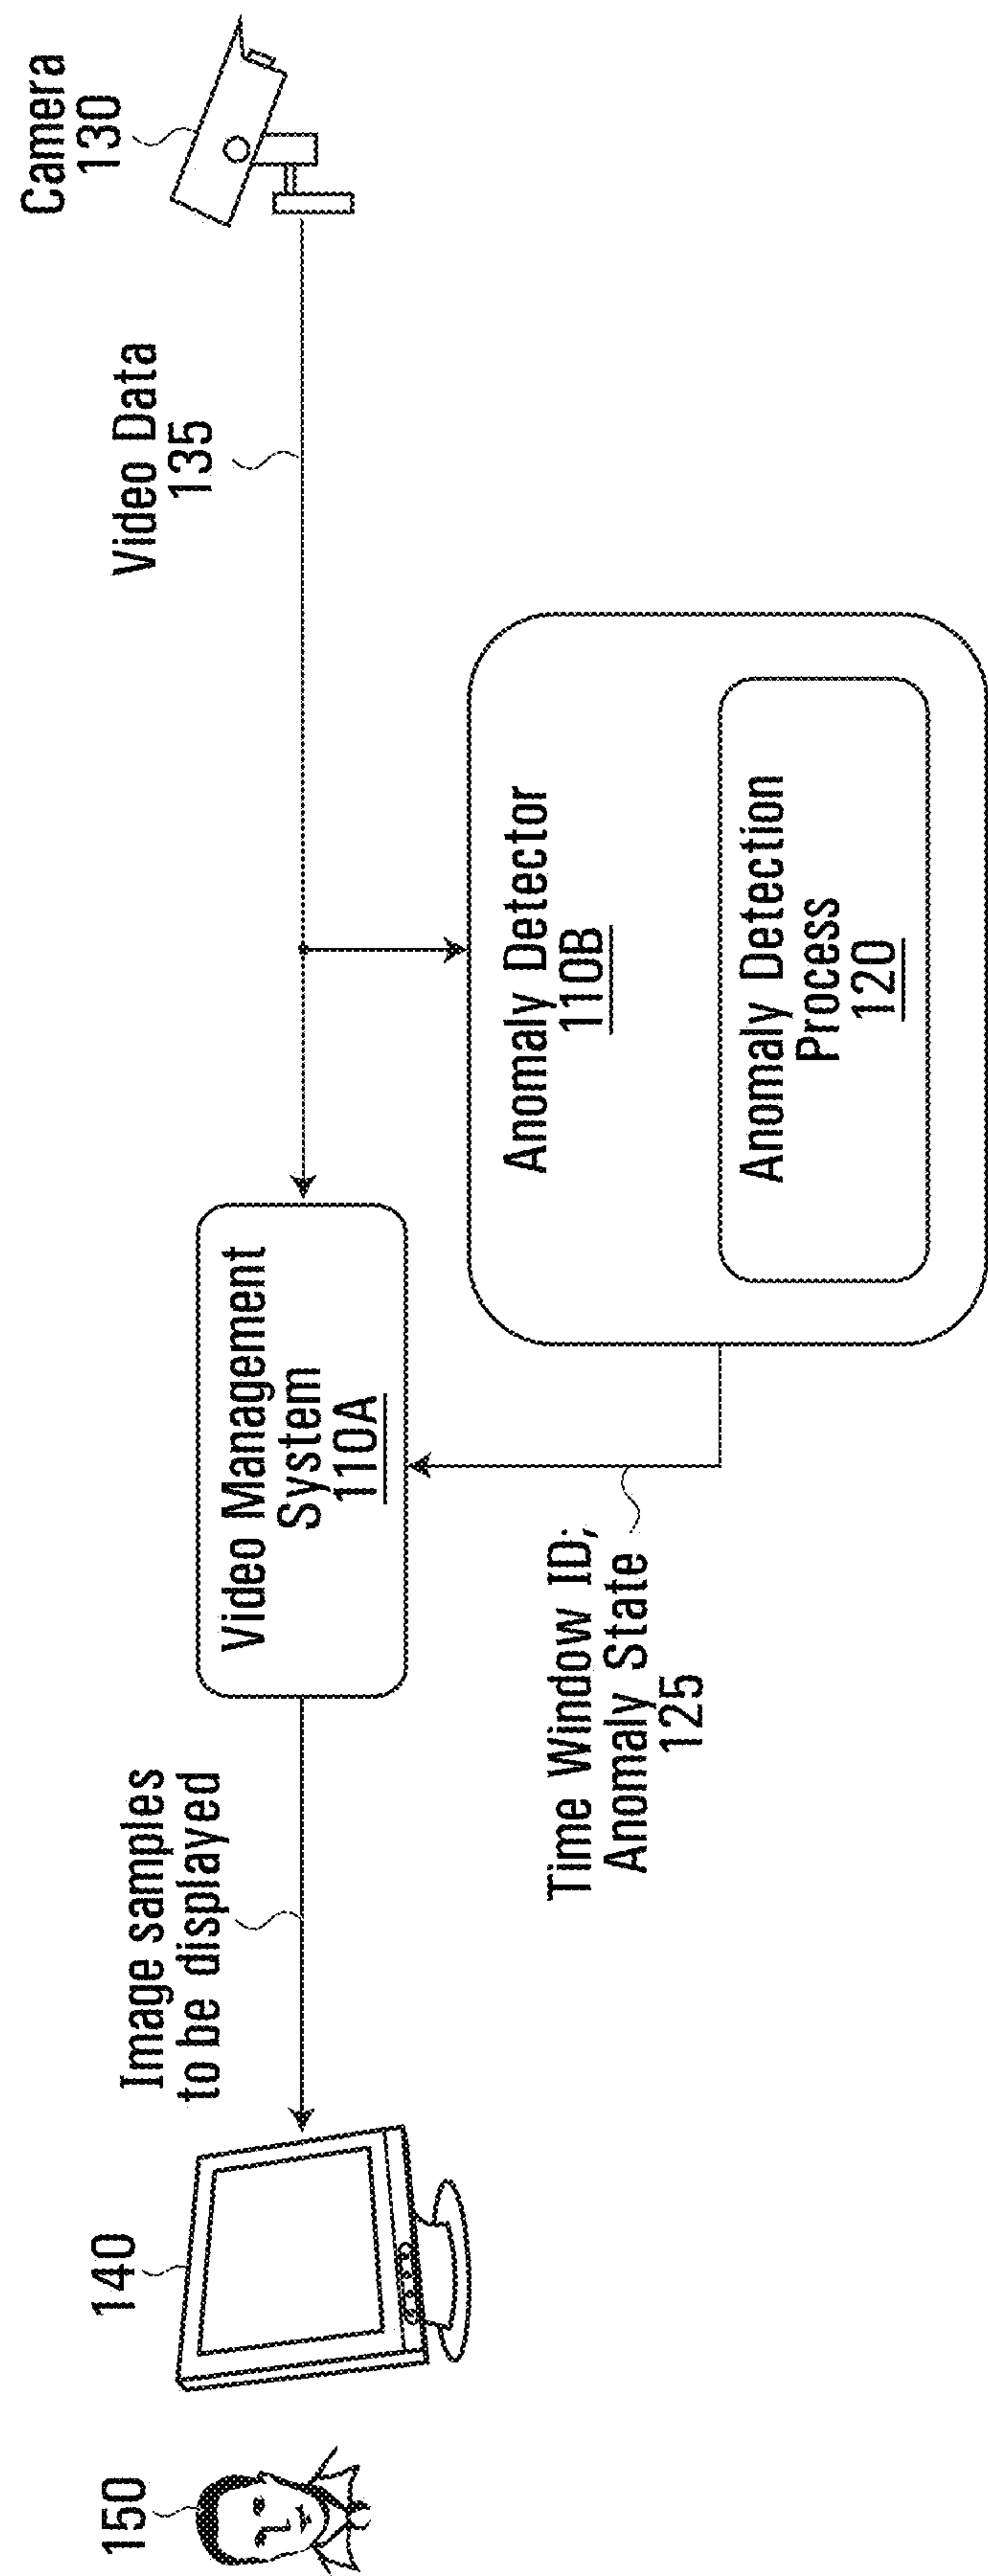 150
140
Image samples
to be displayed
Video Management
System
110A
Time Window ID;
Anomaly State
125
Anomaly Detector
110B
Anomaly Detection
Process
120
Video Data
135
Camera
130